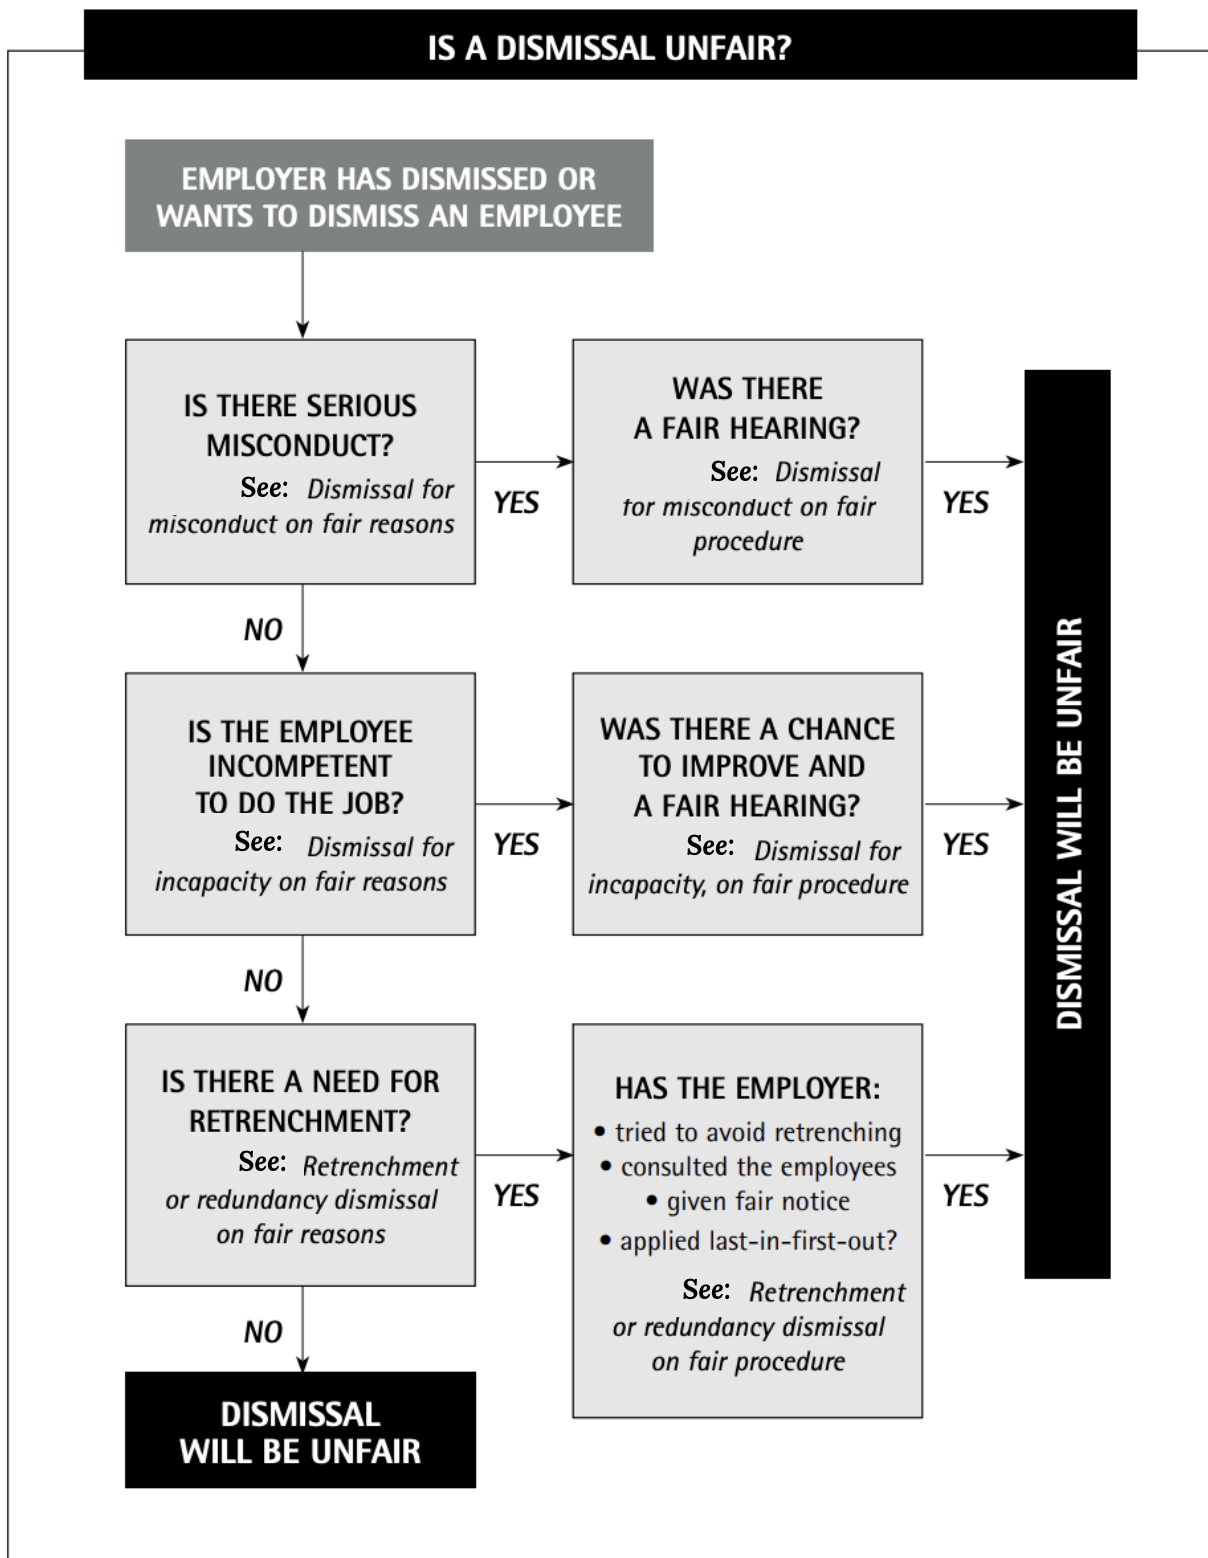 IS A DISMISSAL UNFAIR?
EMPLOYER HAS DISMISSED OR
WANTS TO DISMISS AN EMPLOYEE
IS THERE SERIOUS
MISCONDUCT?
See: Dismissal for
misconduct on fair reasons
YES
WAS THERE
A FAIR HEARING?
See: Dismissal
for misconduct on fair
procedure
YES
NO
IS THE EMPLOYEE
INCOMPETENT
TO DO THE JOB?
See: Dismissal for
incapacity on fair reasons
YES
WAS THERE A CHANCE
TO IMPROVE AND
A FAIR HEARING?
See: Dismissal for
incapacity, on fair procedure
YES
NO
IS THERE A NEED FOR
RETRENCHMENT?
See: Retrenchment
or redundancy dismissal
on fair reasons
YES
HAS THE EMPLOYER:
• tried to avoid retrenching
• consulted the employees
• given fair notice
• applied last-in-first-out?
See: Retrenchment
or redundancy dismissal
on fair procedure
YES
DISMISSAL WILL BE UNFAIR
NO
DISMISSAL
WILL BE UNFAIR